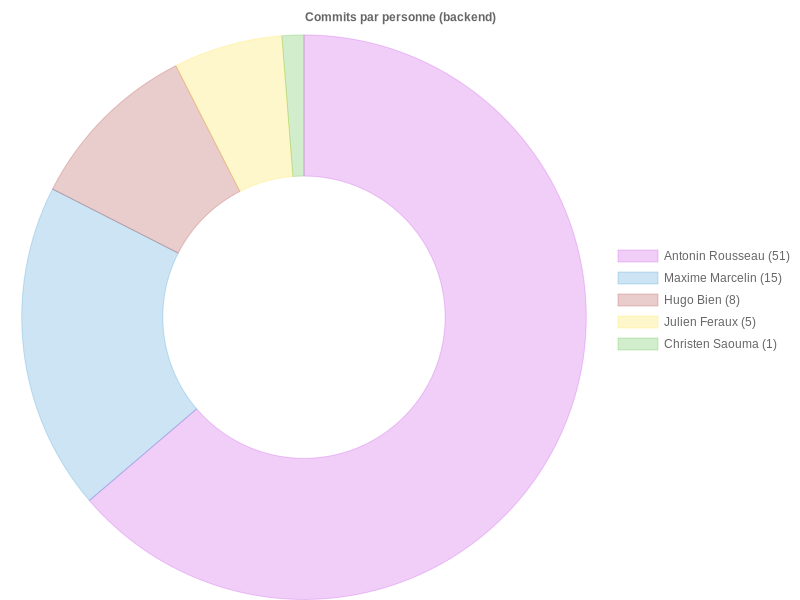 Commits par personne (backend)
Antonin Rousseau (51)
Maxime Marcelin (15)
Hugo Bien (8)
Julien Feraux (5)
Christen Saouma (1)